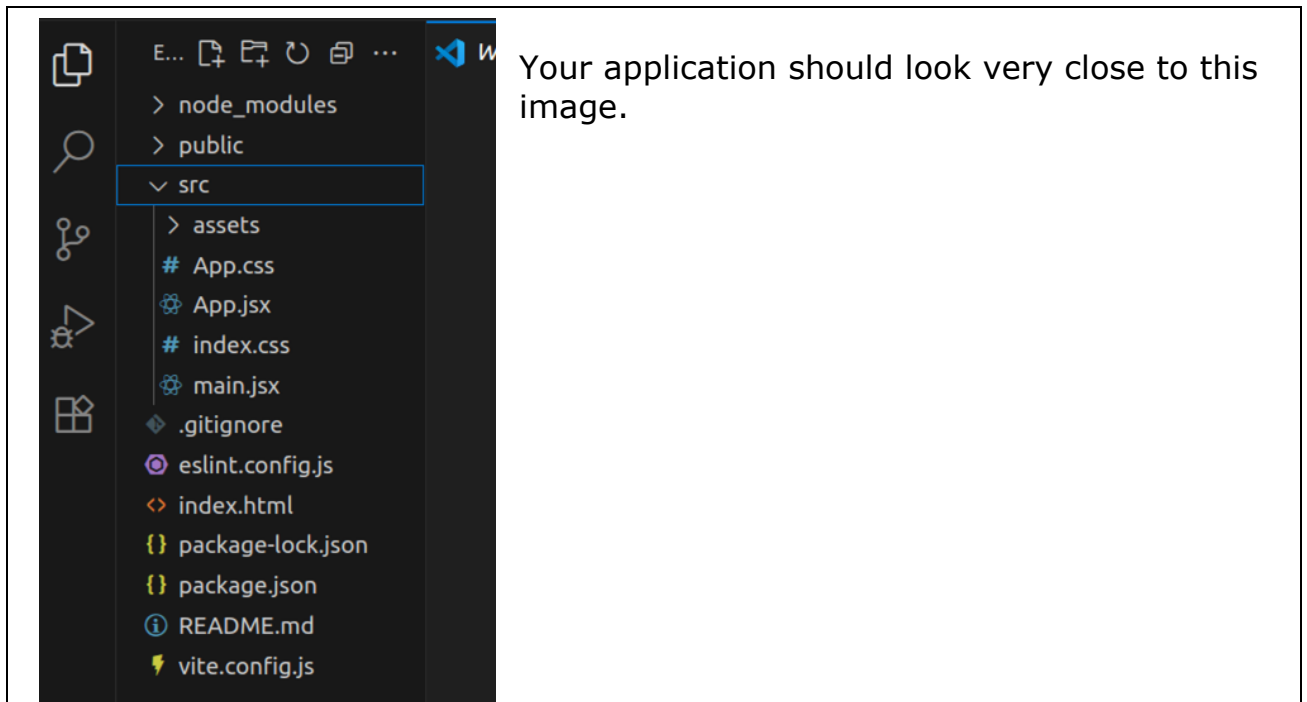 E...
W
node_modules
public
src
assets
# App.css
App.jsx
# index.css
main.jsx
.gitignore
eslint.config.js
<> index.html
{} package-lock.json
{} package.json
README.md
vite.config.js
Your application should look very close to this
image.